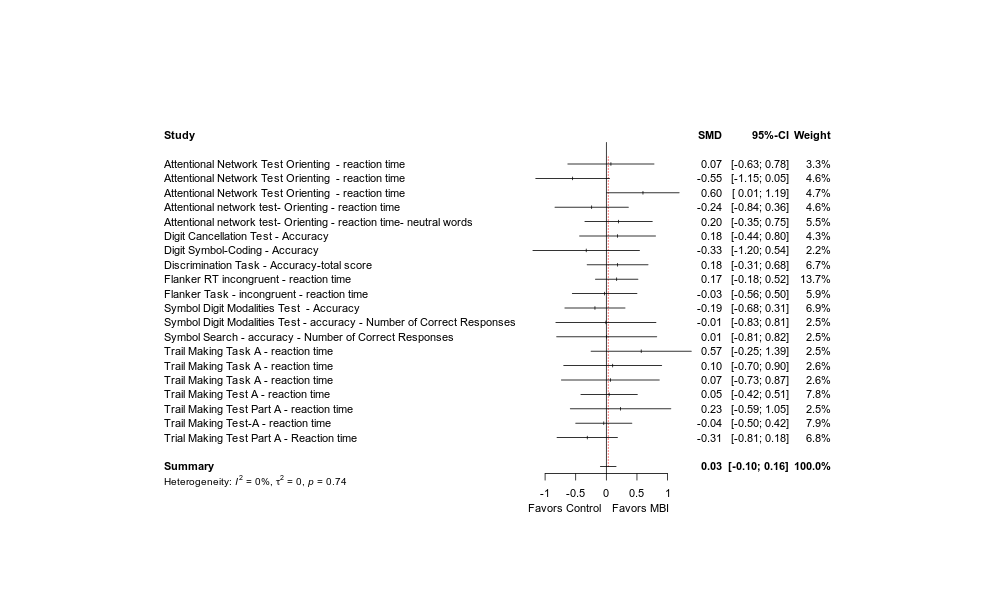 Study SMD 95%-CI Weight
Attentional Network Test Orienting - reaction time 0.07 [-0.63; 0.78] 3.3%
Attentional Network Test Orienting - reaction time -0.55 [-1.15; 0.05] 4.6%
Attentional Network Test Orienting - reaction time 0.60 [ 0.01; 1.19] 4.7%
Attentional network test- Orienting - reaction time -0.24 [-0.84; 0.36] 4.6%
Attentional network test- Orienting - reaction time- neutral words 0.20 [-0.35; 0.75] 5.5%
Digit Cancellation Test - Accuracy 0.18 [-0.44; 0.80] 4.3%
Digit Symbol-Coding - Accuracy -0.33 [-1.20; 0.54] 2.2%
Discrimination Task - Accuracy-total score 0.18 [-0.31; 0.68] 6.7%
Flanker RT incongruent - reaction time 0.17 [-0.18; 0.52] 13.7%
Flanker Task - incongruent - reaction time -0.03 [-0.56; 0.50] 5.9%
Symbol Digit Modalities Test - Accuracy -0.19 [-0.68; 0.31] 6.9%
Symbol Digit Modalities Test - accuracy - Number of Correct Responses -0.01 [-0.83; 0.81] 2.5%
Symbol Search - accuracy - Number of Correct Responses 0.01 [-0.81; 0.82] 2.5%
Trail Making Task A - reaction time 0.57 [-0.25; 1.39] 2.5%
Trail Making Task A - reaction time 0.10 [-0.70; 0.90] 2.6%
Trail Making Task A - reaction time 0.07 [-0.73; 0.87] 2.6%
Trail Making Test A - reaction time 0.05 [-0.42; 0.51] 7.8%
Trail Making Test Part A - reaction time 0.23 [-0.59; 1.05] 2.5%
Trail Making Test-A - reaction time -0.04 [-0.50; 0.42] 7.9%
Trial Making Test Part A - Reaction time -0.31 [-0.81; 0.18] 6.8%
Summary 0.03 [-0.10; 0.16] 100.0%
Heterogeneity: I² = 0%, τ² = 0, p = 0.74
-1 -0.5 0 0.5 1
Favors Control Favors MBI